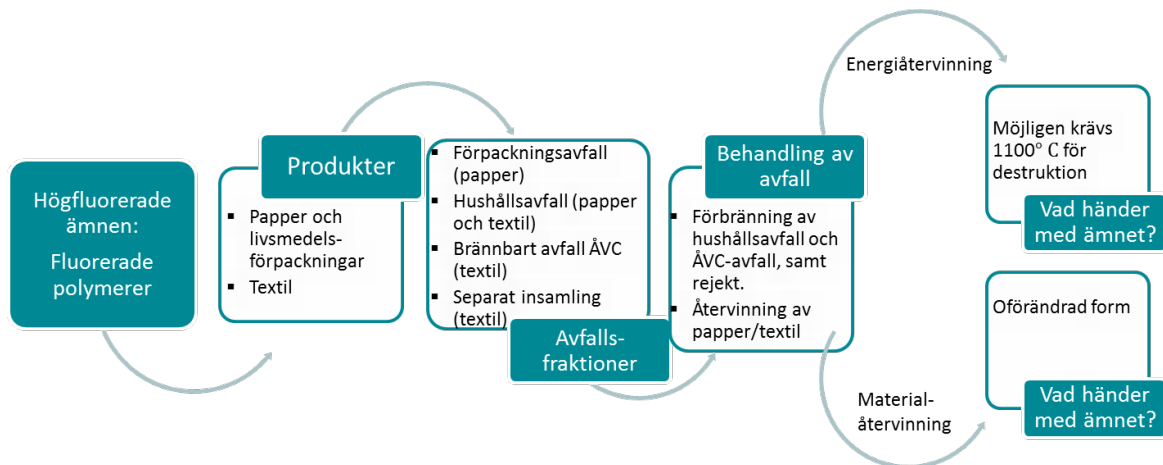 Högfluorerade
ämnen:
Fluorerade
polymerer
Produkter
▪ Papper och
livsmedels-
förpackningar
▪ Textil
▪ Förpackningsavfall
(papper)
▪ Hushållsavfall (papper
och textil)
▪ Brännbart avfall ÅVC
(textil)
▪ Separat insamling
(textil)
Avfalls-
fraktioner
Behandling av
avfall
▪ Förbränning av
hushållsavfall och
ÅVC-avfall, samt
rejekt.
▪ Återvinning av
papper/textil
Energiåtervinning
Möjligen krävs
1100° C för
destruktion
Vad händer
med ämnet?
Material-
återvinning
Oförändrad form
Vad händer
med ämnet?